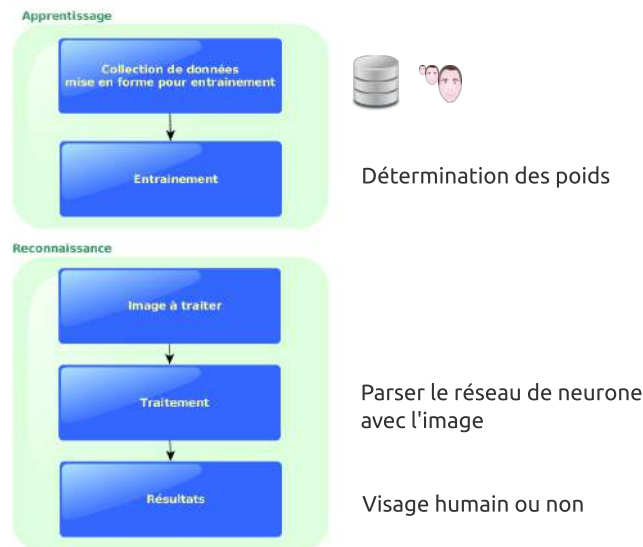 Apprentissage
Collection de données
mise en forme pour entrainement
Entrainement
Détermination des poids
Reconnaissance
Image à traiter
Traitement
Parser le réseau de neurone
avec l'image
Résultats
Visage humain ou non